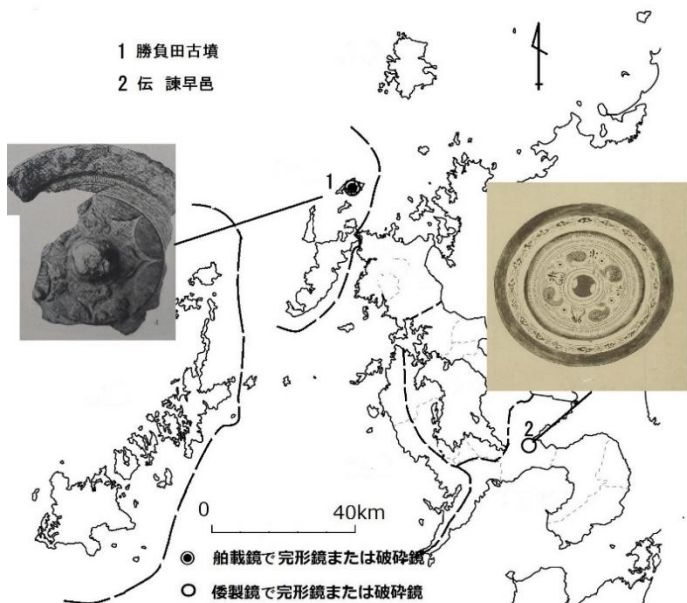 1 勝負田古墳
2 伝 諫早邑
1
4
2
0 40km
舶載鏡で完形鏡または破砕鏡
倭製鏡で完形鏡または破砕鏡